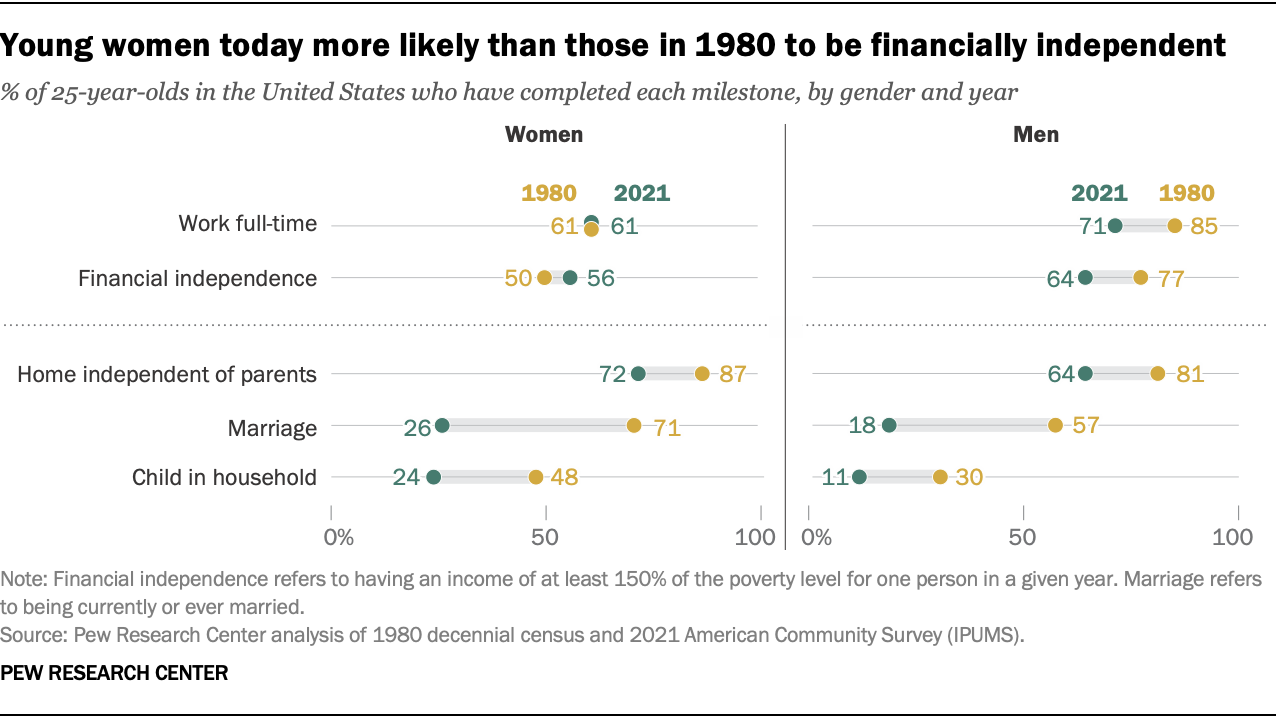 Young women today more likely than those in 1980 to be financially independent
% of 25-year-olds in the United States who have completed each milestone, by gender and year
Women
Men
1980 2021
2021 1980
Work full-time 61 61 71 85
Financial independence 50 56 64 77
Home independent of parents 72 87 64 81
Marriage 26 71 18 57
Child in household 24 48 11 30
0% 50 100 0% 50 100
Note: Financial independence refers to having an income of at least 150% of the poverty level for one person in a given year. Marriage refers
to being currently or ever married.
Source: Pew Research Center analysis of 1980 decennial census and 2021 American Community Survey (IPUMS).
PEW RESEARCH CENTER